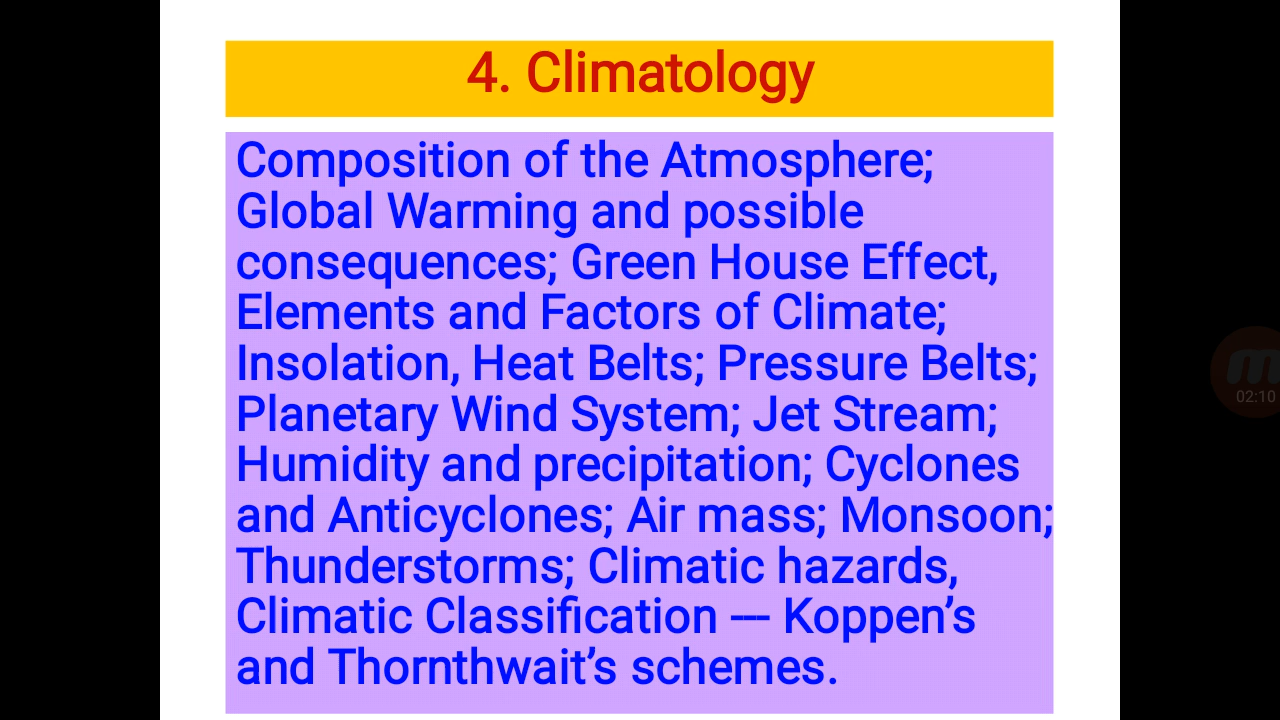 4. Climatology
Composition of the Atmosphere;
Global Warming and possible
consequences; Green House Effect,
Elements and Factors of Climate;
Insolation, Heat Belts; Pressure Belts;
Planetary Wind System; Jet Stream;
Humidity and precipitation; Cyclones
and Anticyclones; Air mass; Monsoon;
Thunderstorms; Climatic hazards,
Climatic Classification --- Koppen’s
and Thornthwait’s schemes.
02:10